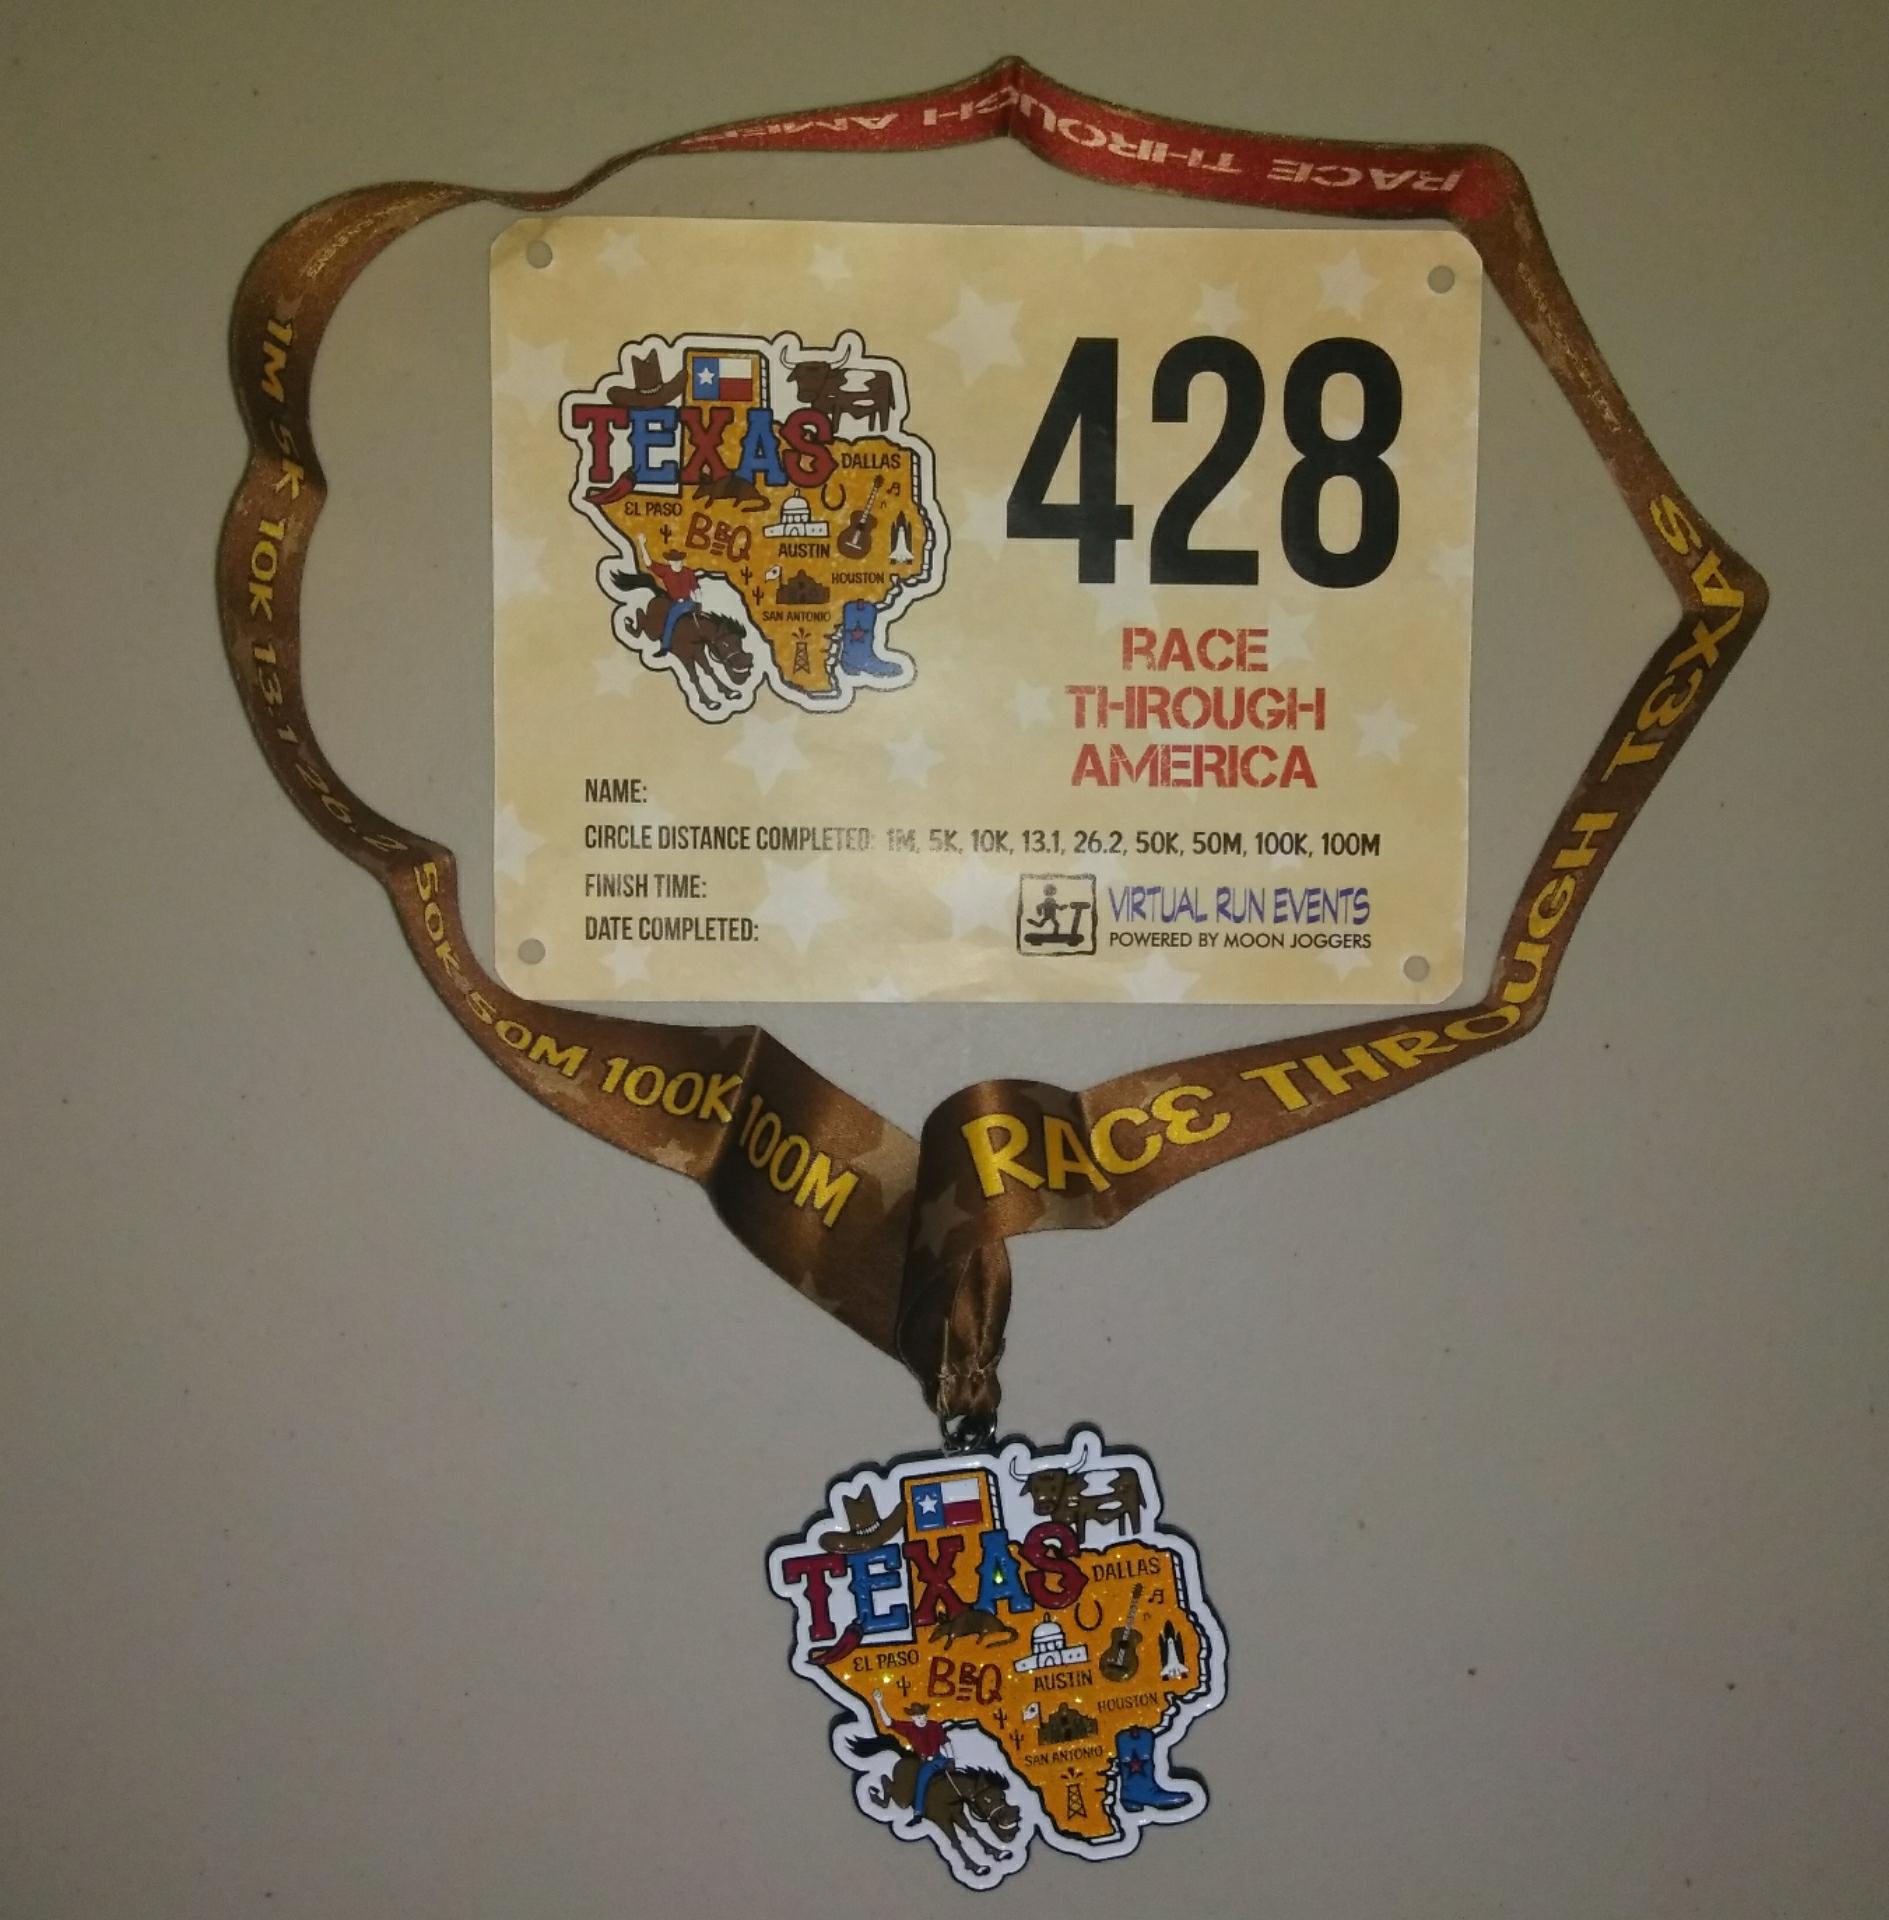 RACE THROUGH AMER
428
TEXAS
DALLAS
EL PASO
BBQ
AUSTIN
HOUSTON
SAN ANTONIO
RACE
THROUGH
AMERICA
NAME:
CIRCLE DISTANCE COMPLETED: 1M, 5K, 10K, 13.1, 26.2, 50K, 50M, 100K, 100M
FINISH TIME:
DATE COMPLETED:
VIRTUAL RUN EVENTS
POWERED BY MOON JOGGERS
1M 5K 10K 13.1 26.2 50K 50M 100K 100M
RACE THROUGH TEXAS
TEXAS
DALLAS
EL PASO
BBQ
AUSTIN
HOUSTON
SAN ANTONIO